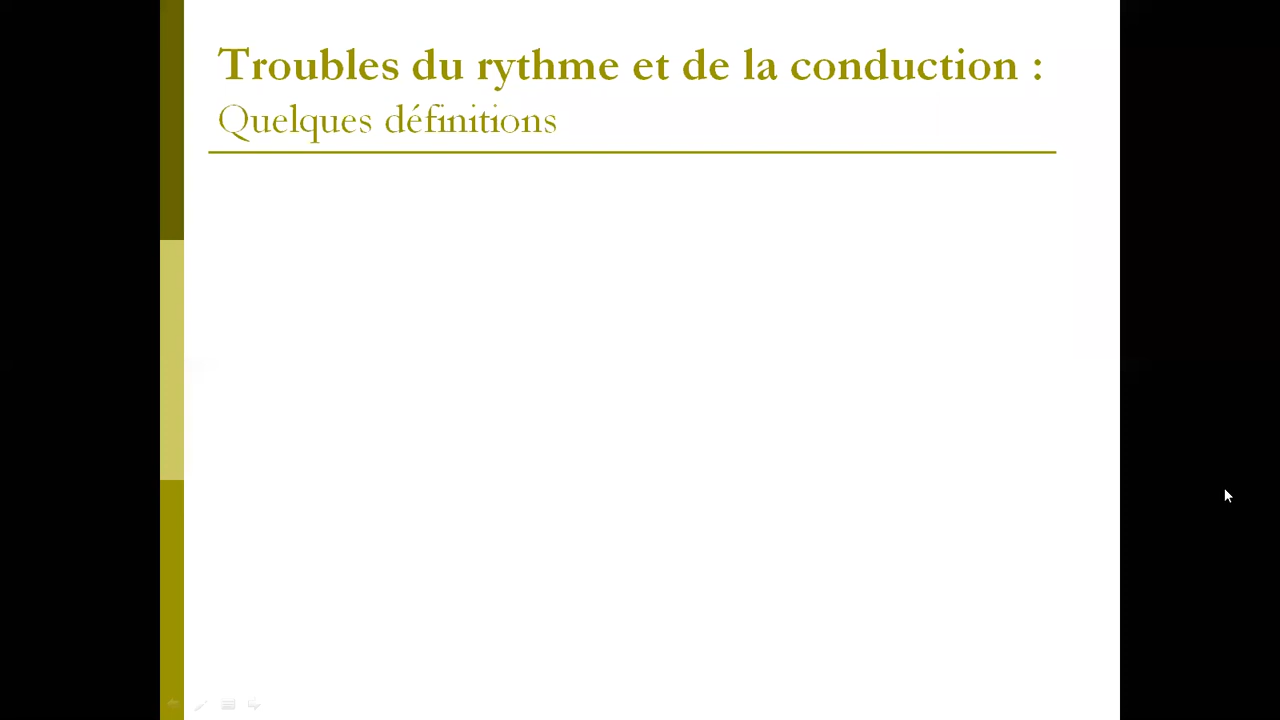 Troubles du rythme et de la conduction :
Quelques définitions